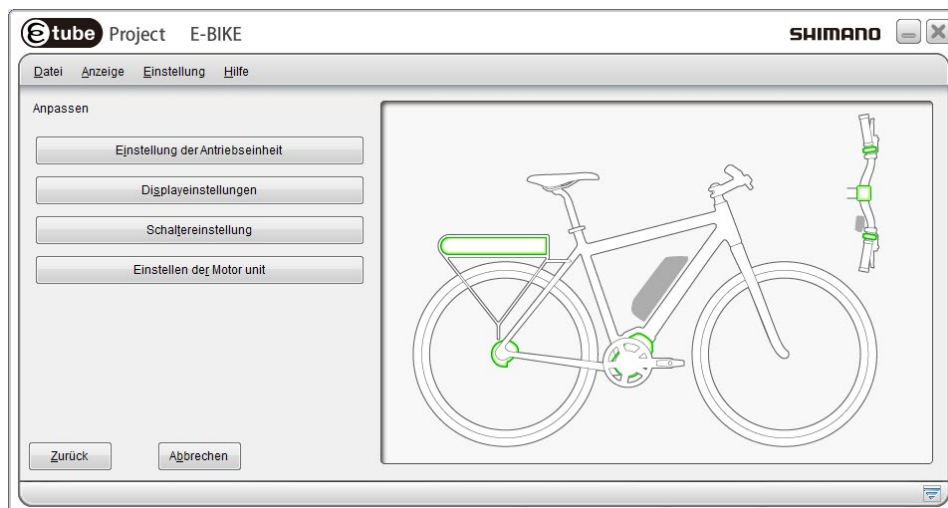 Etube Project E-BIKE SHIMANO
Datei Anzeige Einstellung Hilfe
Anpassen
Einstellung der Antriebseinheit
Displayeinstellungen
Schaltereinstellung
Einstellen der Motor unit
Zurück Abbrechen